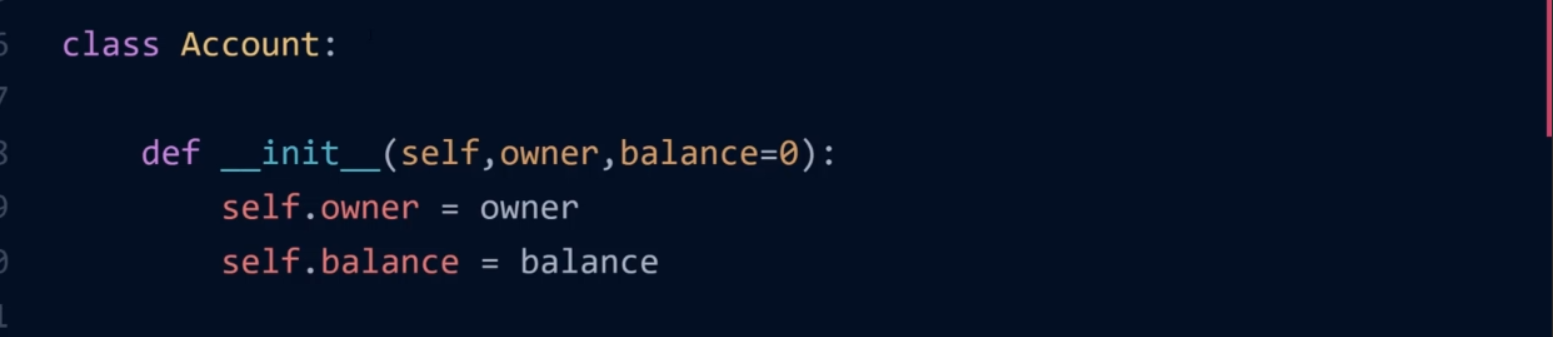 class Account:
def __init__(self,owner,balance=0):
self.owner = owner
self.balance = balance